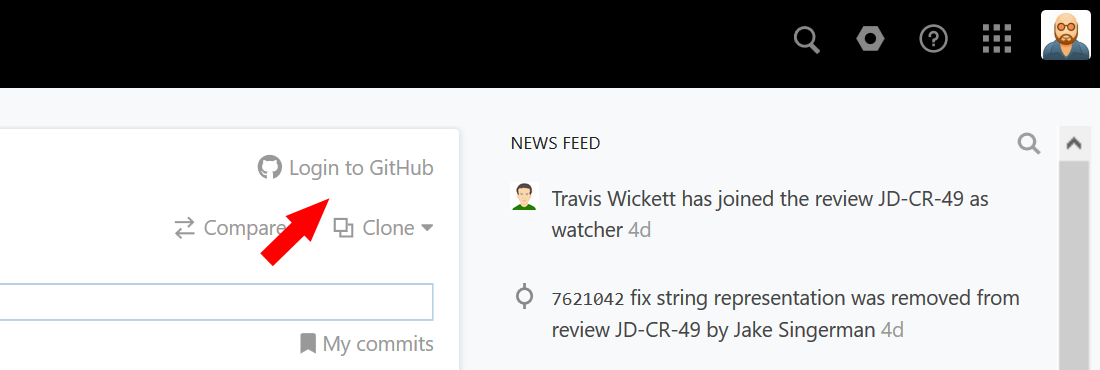 Login to GitHub
Compare
Clone
My commits
NEWS FEED
Travis Wickett has joined the review JD-CR-49 as
watcher 4d
7621042 fix string representation was removed from
review JD-CR-49 by Jake Singerman 4d